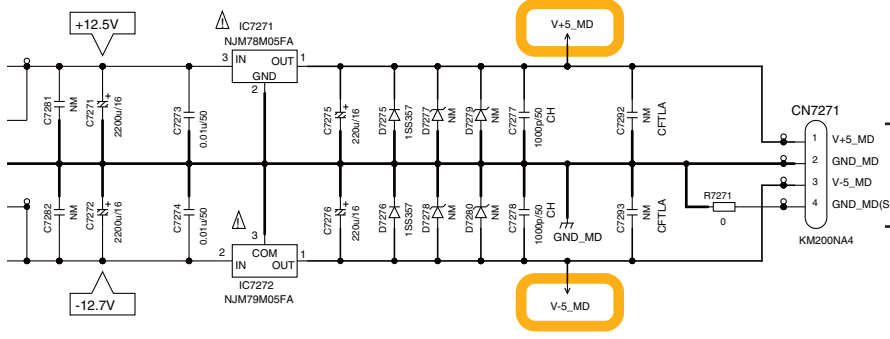 +12.5V
IC7271
NJM78M05FA
3 IN OUT 1
GND
2
V+5_MD
C7281
NM
C7271
2200u/16
C7273
0.01u/50
C7275
220u/16
D7275
1SS357
D7277
NM
D7279
NM
C7277
1000p/50
CH
C7292
NM
CFTLA
CN7271
1 V+5_MD
2 GND_MD
3 V-5_MD
4 GND_MD(S
KM200NA4
R7271
0
C7282
NM
C7272
2200u/16
C7274
0.01u/50
C7276
220u/16
D7276
1SS357
D7278
NM
D7280
NM
C7278
1000p/50
CH
GND_MD
C7293
NM
CFTLA
3
COM
2 IN OUT 1
IC7272
NJM79M05FA
-12.7V
V-5_MD